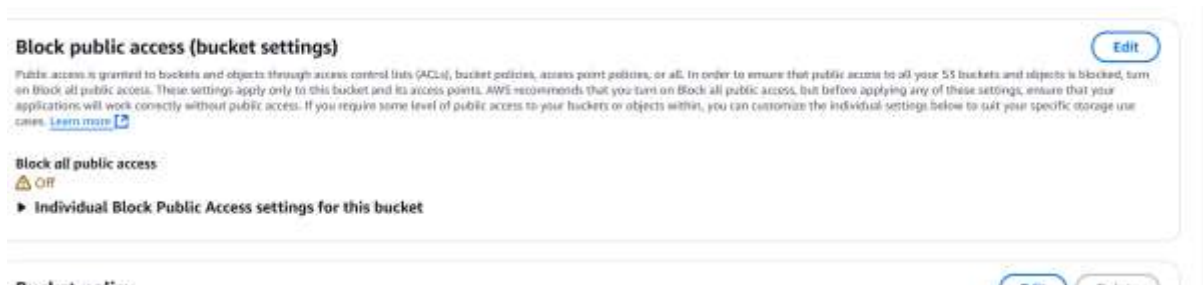 Block public access (bucket settings)
Edit
Public access is granted to buckets and objects through access control lists (ACLs), bucket policies, access point policies, or all. In order to ensure that public access to all your S3 buckets and objects is blocked, turn
on Block all public access. These settings apply only to this bucket and its access points. AWS recommends that you turn on Block all public access, but before applying any of these settings, ensure that your
applications will work correctly without public access. If you require some level of public access to your buckets or objects within, you can customize the individual settings below to suit your specific storage use
cases. Learn more
Block all public access
Off
Individual Block Public Access settings for this bucket
Bucket policy
Edit